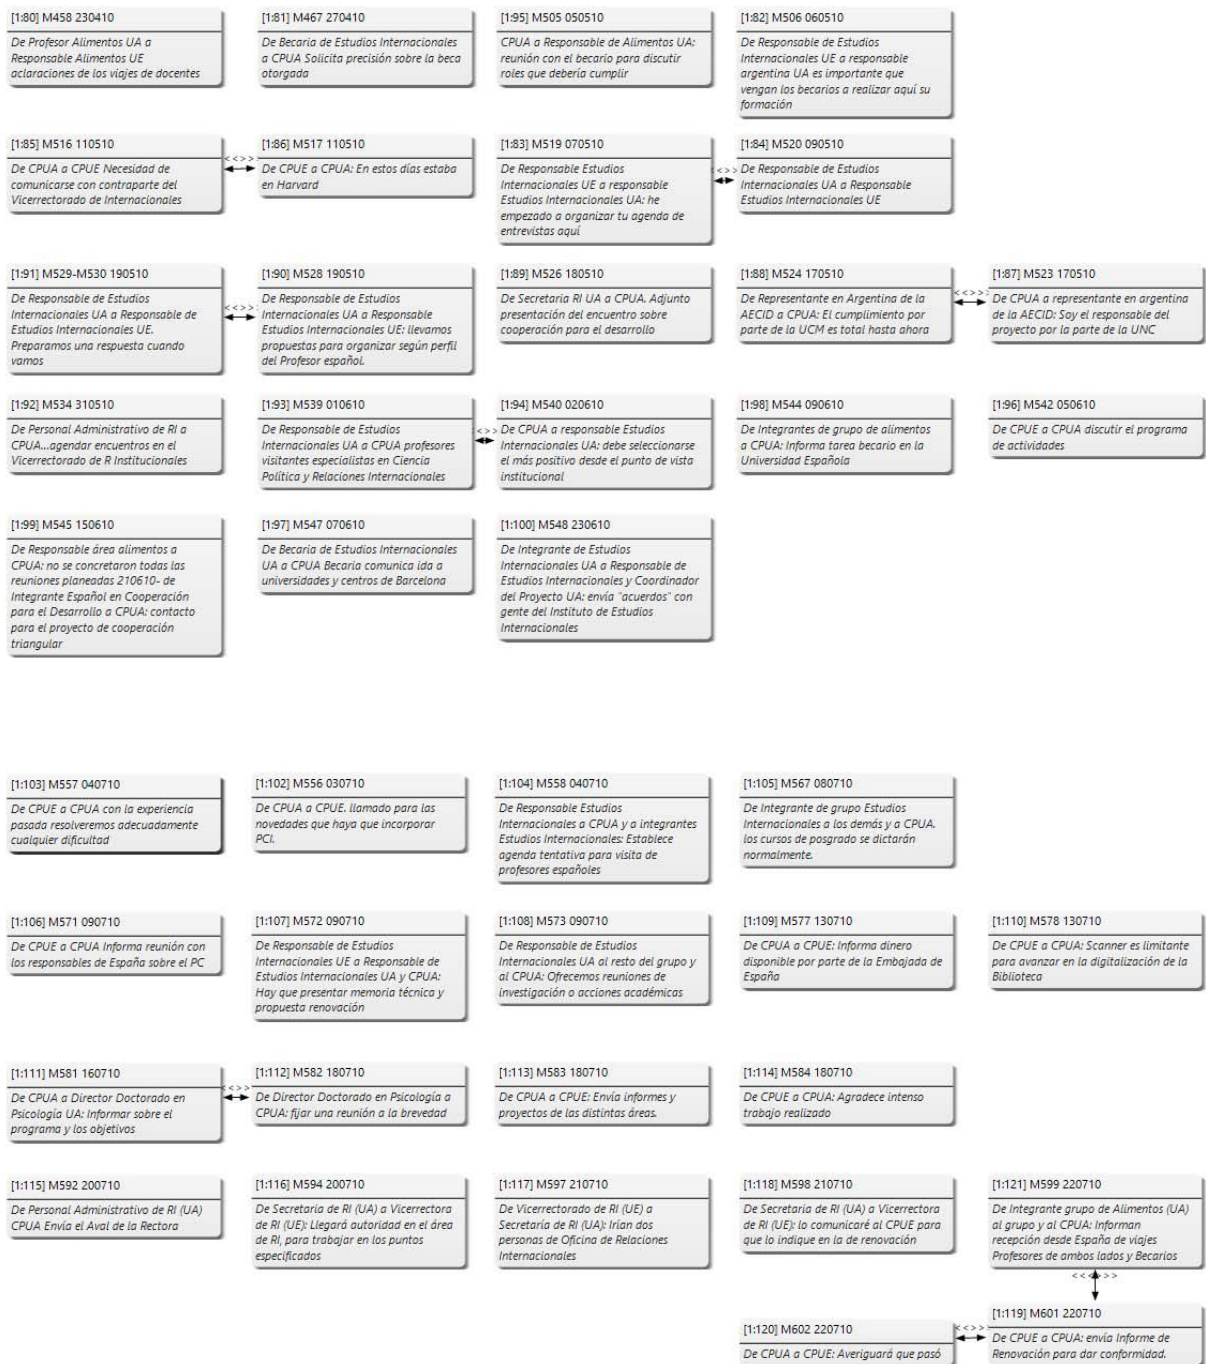 [1:80] M458 230410
De Profesor Alimentos UA a
Responsable Alimentos UE
aclaraciones de los viajes de docentes
[1:81] M467 270410
De Becaria de Estudios Internacionales
a CPUA Solicita precisión sobre la beca
otorgada
[1:95] M505 050510
CPUA a Responsable de Alimentos UA:
reunión con el becario para discutir
roles que debería cumplir
[1:82] M506 060510
De Responsable de Estudios
Internacionales UE a responsable
argentina UA es importante que
vengan los becarios a realizar aquí su
formación
[1:85] M516 110510
De CPUA a CPUE Necesidad de
comunicarse con contraparte del
Vicerrectorado de Internacionales
<<>>
[1:86] M517 110510
De CPUE a CPUA: En estos días estaba
en Harvard
[1:83] M519 070510
De Responsable Estudios
Internacionales UE a responsable
Estudios Internacionales UA: he
empezado a organizar tu agenda de
entrevistas aquí
<<>>
[1:84] M520 090510
De Responsable de Estudios
Internacionales UA a Responsable
Estudios Internacionales UE
[1:91] M529-M530 190510
De Responsable de Estudios
Internacionales UA a Responsable de
Estudios Internacionales UE.
Preparamos una respuesta cuando
vamos
<<>>
[1:90] M528 190510
De Responsable de Estudios
Internacionales UA a Responsable
Estudios Internacionales UE: llevamos
propuestas para organizar según perfil
del Profesor español.
[1:89] M526 180510
De Secretaria RI UA a CPUA. Adjunto
presentación del encuentro sobre
cooperación para el desarrollo
[1:88] M524 170510
De Representante en Argentina de la
AECID a CPUA: El cumplimiento por
parte de la UCM es total hasta ahora
<<>>
[1:87] M523 170510
De CPUA a representante en argentina
de la AECID: Soy el responsable del
proyecto por la parte de la UNC
[1:92] M534 310510
De Personal Administrativo de RI a
CPUA...agendar encuentros en el
Vicerrectorado de R Institucionales
[1:93] M539 010610
De Responsable de Estudios
Internacionales UA a CPUA profesores
visitantes especialistas en Ciencia
Política y Relaciones Internacionales
<<>>
[1:94] M540 020610
De CPUA a responsable Estudios
Internacionales UA: debe seleccionarse
el más positivo desde el punto de vista
institucional
[1:98] M544 090610
De Integrantes de grupo de alimentos
a CPUA: Informa tarea becario en la
Universidad Española
[1:96] M542 050610
De CPUE a CPUA discutir el programa
de actividades
[1:99] M545 150610
De Responsable área alimentos a
CPUA: no se concretaron todas las
reuniones planeadas 210610- de
Integrante Español en Cooperación
para el Desarrollo a CPUA: contacto
para el proyecto de cooperación
triangular
[1:97] M547 070610
De Becaria de Estudios Internacionales
UA a CPUA Becaria comunica ida a
universidades y centros de Barcelona
[1:100] M548 230610
De Integrante de Estudios
Internacionales UA a Responsable de
Estudios Internacionales y Coordinador
del Proyecto UA: envía "acuerdos" con
gente del Instituto de Estudios
Internacionales
[1:103] M557 040710
De CPUE a CPUA con la experiencia
pasada resolveremos adecuadamente
cualquier dificultad
[1:102] M556 030710
De CPUA a CPUE. llamado para las
novedades que haya que incorporar
PCI.
[1:104] M558 040710
De Responsable Estudios
Internacionales a CPUA y a integrantes
Estudios Internacionales: Establece
agenda tentativa para visita de
profesores españoles
[1:105] M567 080710
De Integrante de grupo Estudios
Internacionales a los demás y a CPUA.
los cursos de posgrado se dictarán
normalmente.
[1:106] M571 090710
De CPUE a CPUA Informa reunión con
los responsables de España sobre el PC
[1:107] M572 090710
De Responsable de Estudios
Internacionales UE a Responsable de
Estudios Internacionales UA y CPUA:
Hay que presentar memoria técnica y
propuesta renovación
[1:108] M573 090710
De Responsable de Estudios
Internacionales UA al resto del grupo y
al CPUA: Ofrecemos reuniones de
investigación o acciones académicas
[1:109] M577 130710
De CPUA a CPUE: Informa dinero
disponible por parte de la Embajada de
España
[1:110] M578 130710
De CPUE a CPUA: Scanner es limitante
para avanzar en la digitalización de la
Biblioteca
[1:111] M581 160710
De CPUA a Director Doctorado en
Psicología UA: Informar sobre el
programa y los objetivos
<<>>
[1:112] M582 180710
De Director Doctorado en Psicología a
CPUA: fijar una reunión a la brevedad
[1:113] M583 180710
De CPUA a CPUE: Envía informes y
proyectos de las distintas áreas.
[1:114] M584 180710
De CPUE a CPUA: Agradece intenso
trabajo realizado
[1:115] M592 200710
De Personal Administrativo de RI (UA)
CPUA Envía el Aval de la Rectora
[1:116] M594 200710
De Secretaria de RI (UA) a Vicerrectora
de RI (UE): Llegará autoridad en el área
de RI, para trabajar en los puntos
especificados
[1:117] M597 210710
De Vicerrectorado de RI (UE) a
Secretaría de RI (UA): Irían dos
personas de Oficina de Relaciones
Internacionales
[1:118] M598 210710
De Secretaria de RI (UA) a Vicerrectora
de RI (UE): lo comunicaré al CPUE para
que lo indique en la de renovación
[1:121] M599 220710
De Integrante grupo de Alimentos (UA)
al grupo y al CPUA: Informan
recepción desde España de viajes
Profesores de ambos lados y Becarios
<<>>
[1:120] M602 220710
De CPUA a CPUE: Averiguará que pasó
<<>>
[1:119] M601 220710
De CPUE a CPUA: envía Informe de
Renovación para dar conformidad.